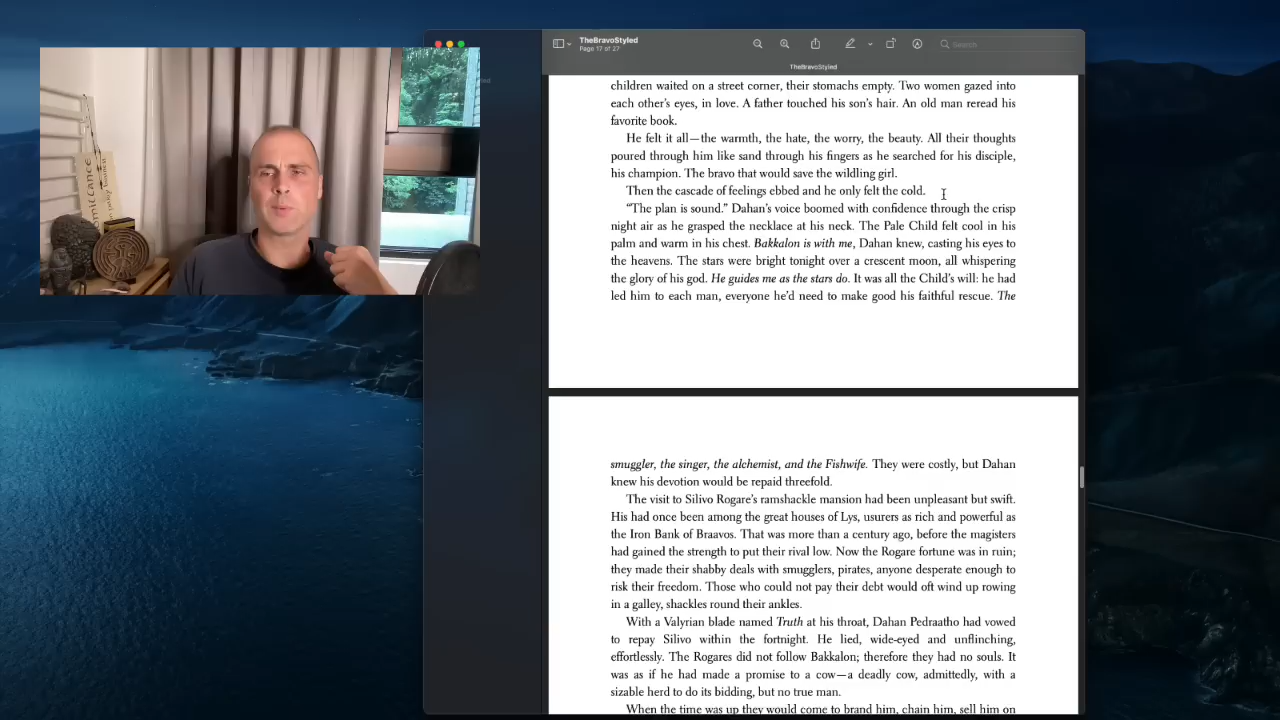 TheBravoStyled
Page 17 of 27
Search
TheBravoStyled
children waited on a street corner, their stomachs empty. Two women gazed into
each other's eyes, in love. A father touched his son's hair. An old man reread his
favorite book.
He felt it all—the warmth, the hate, the worry, the beauty. All their thoughts
poured through him like sand through his fingers as he searched for his disciple,
his champion. The bravo that would save the wildling girl.
Then the cascade of feelings ebbed and he only felt the cold.
“The plan is sound.” Dahan's voice boomed with confidence through the crisp
night air as he grasped the necklace at his neck. The Pale Child felt cool in his
palm and warm in his chest. Bakkalon is with me, Dahan knew, casting his eyes to
the heavens. The stars were bright tonight over a crescent moon, all whispering
the glory of his god. He guides me as the stars do. It was all the Child's will: he had
led him to each man, everyone he'd need to make good his faithful rescue. The
smuggler, the singer, the alchemist, and the Fishwife. They were costly, but Dahan
knew his devotion would be repaid threefold.
The visit to Silivo Rogare's ramshackle mansion had been unpleasant but swift.
His had once been among the great houses of Lys, usurers as rich and powerful as
the Iron Bank of Braavos. That was more than a century ago, before the magisters
had gained the strength to put their rival low. Now the Rogare fortune was in ruin;
they made their shabby deals with smugglers, pirates, anyone desperate enough to
risk their freedom. Those who could not pay their debt would oft wind up rowing
in a galley, shackles round their ankles.
With a Valyrian blade named Truth at his throat, Dahan Pedraatho had vowed
to repay Silivo within the fortnight. He lied, wide-eyed and unflinching,
effortlessly. The Rogares did not follow Bakkalon; therefore they had no souls. It
was as if he had made a promise to a cow—a deadly cow, admittedly, with a
sizable herd to do its bidding, but no true man.
When the time was up they would come to brand him, chain him, sell him on